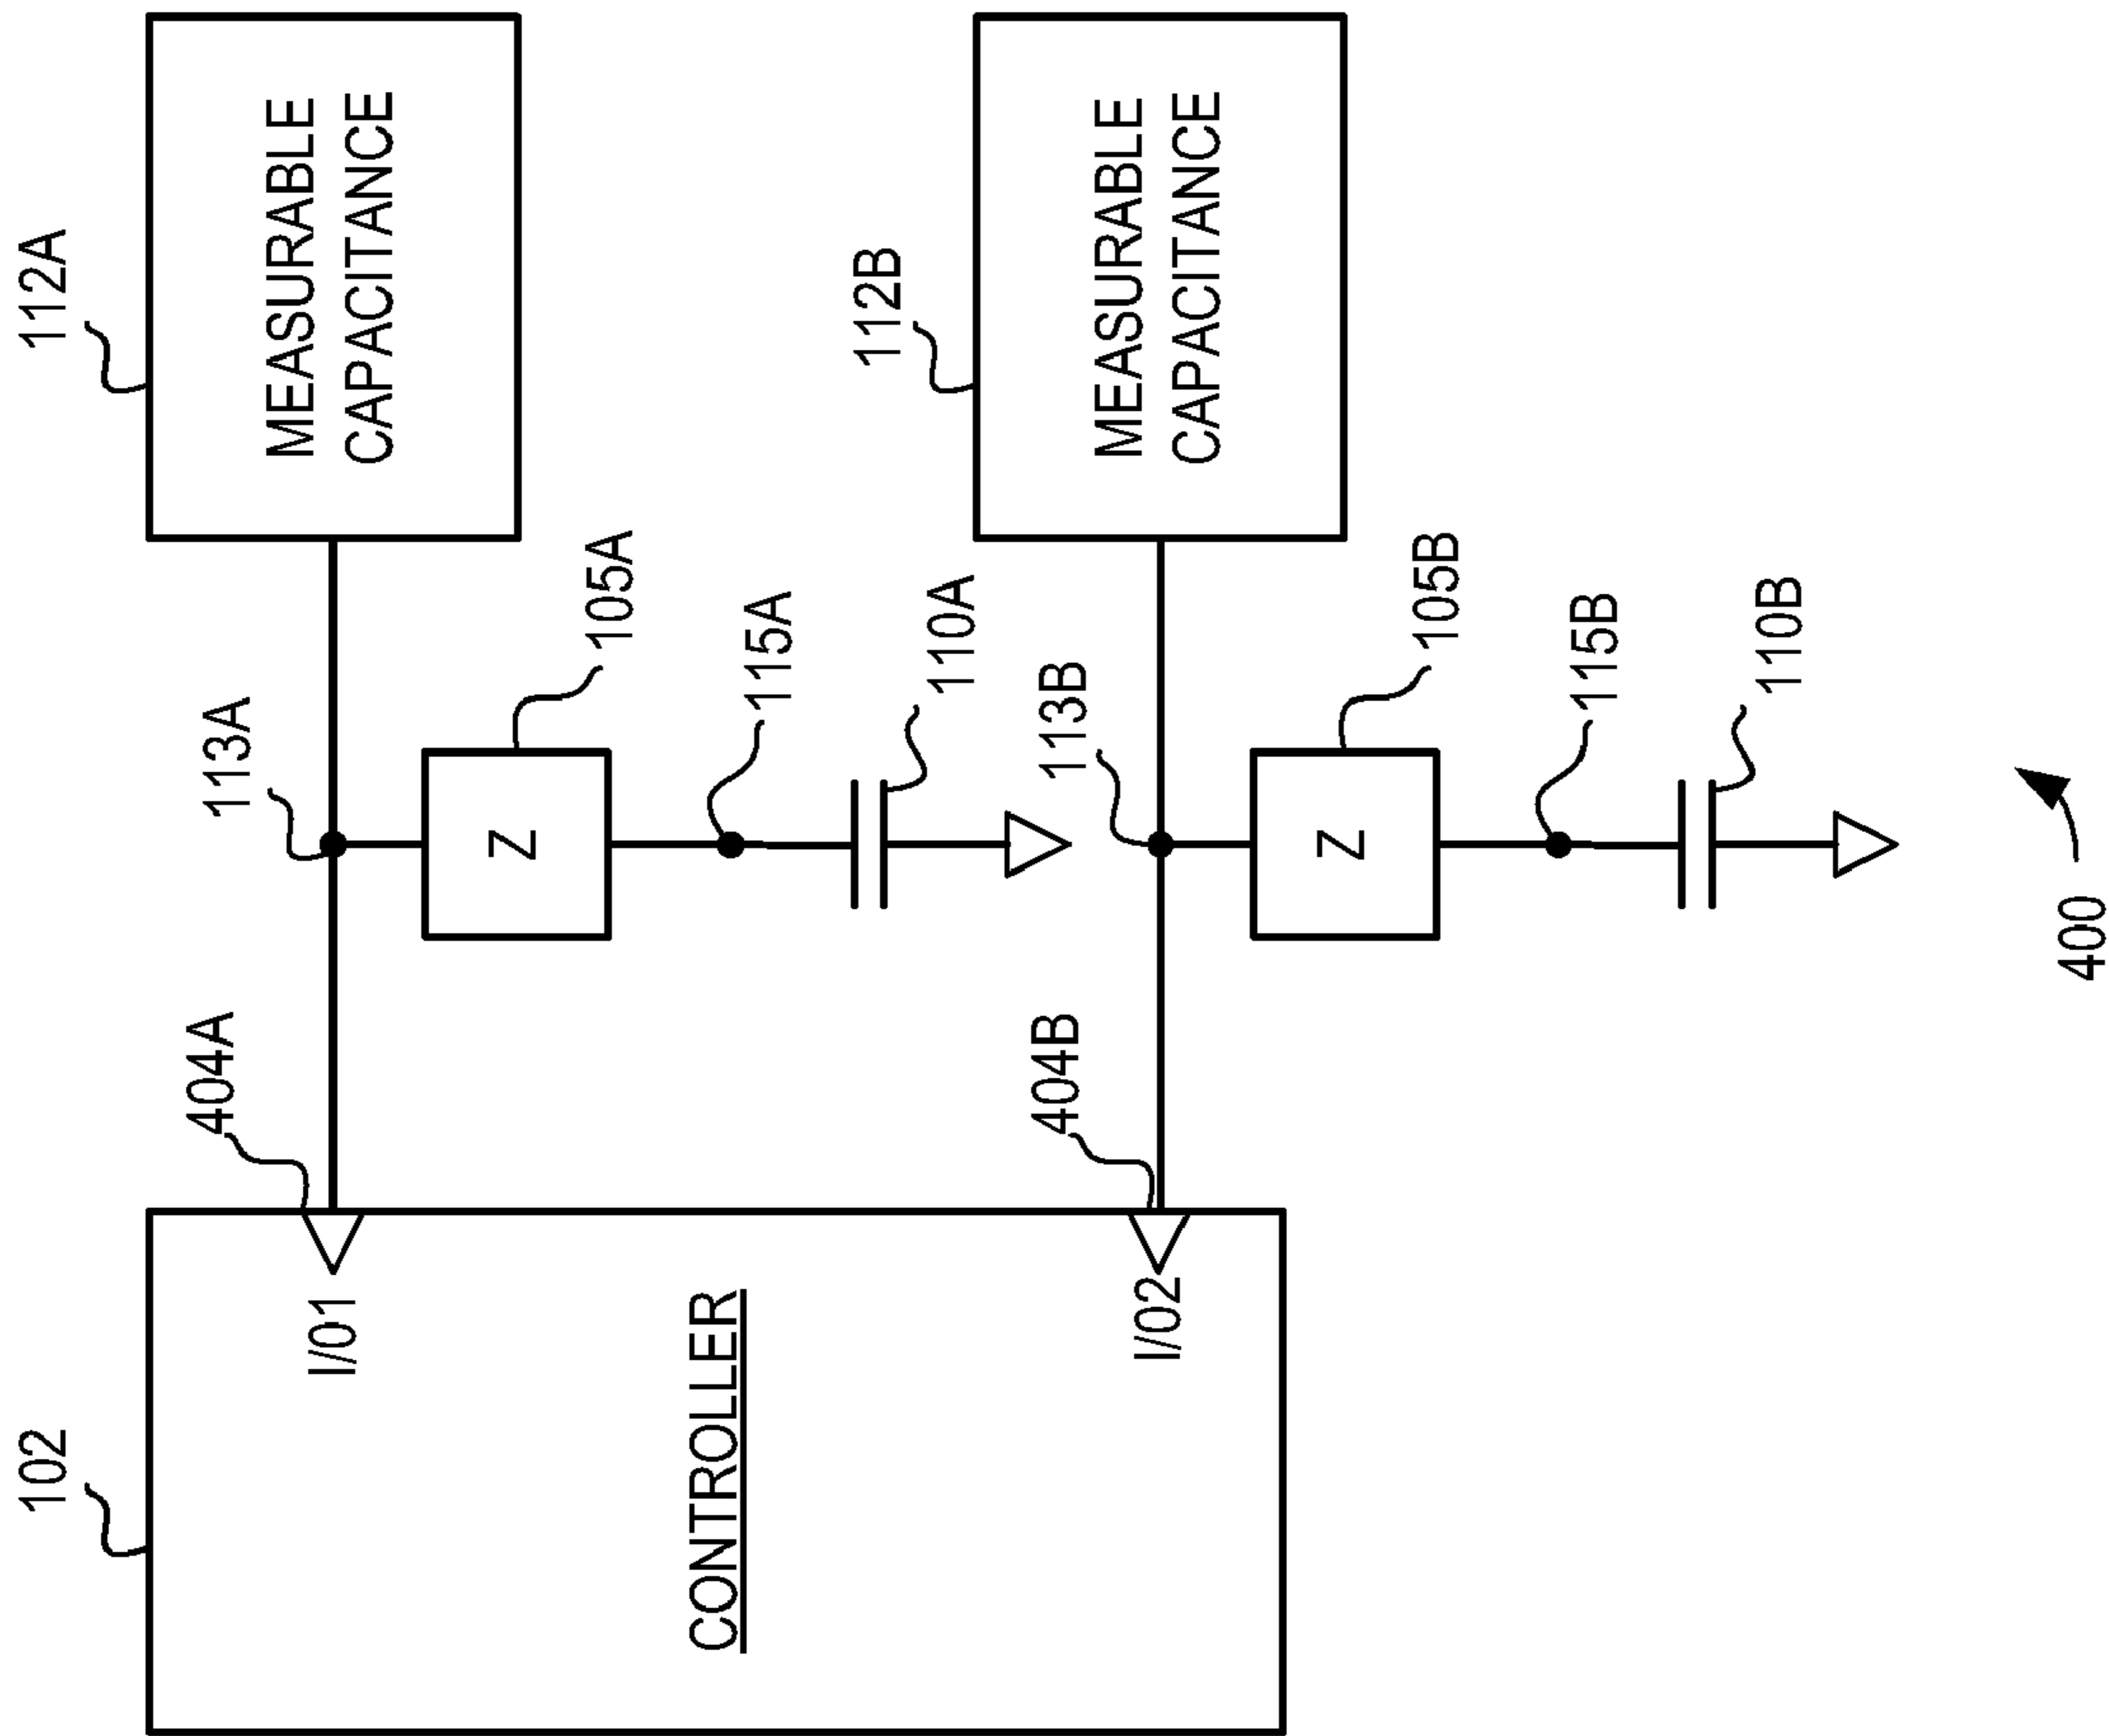 102
112A
404A
113A
MEASURABLE
CAPACITANCE
I/01
Z
105A
CONTROLLER
115A
112B
110A
404B
113B
MEASURABLE
CAPACITANCE
I/02
Z
105B
115B
110B
400